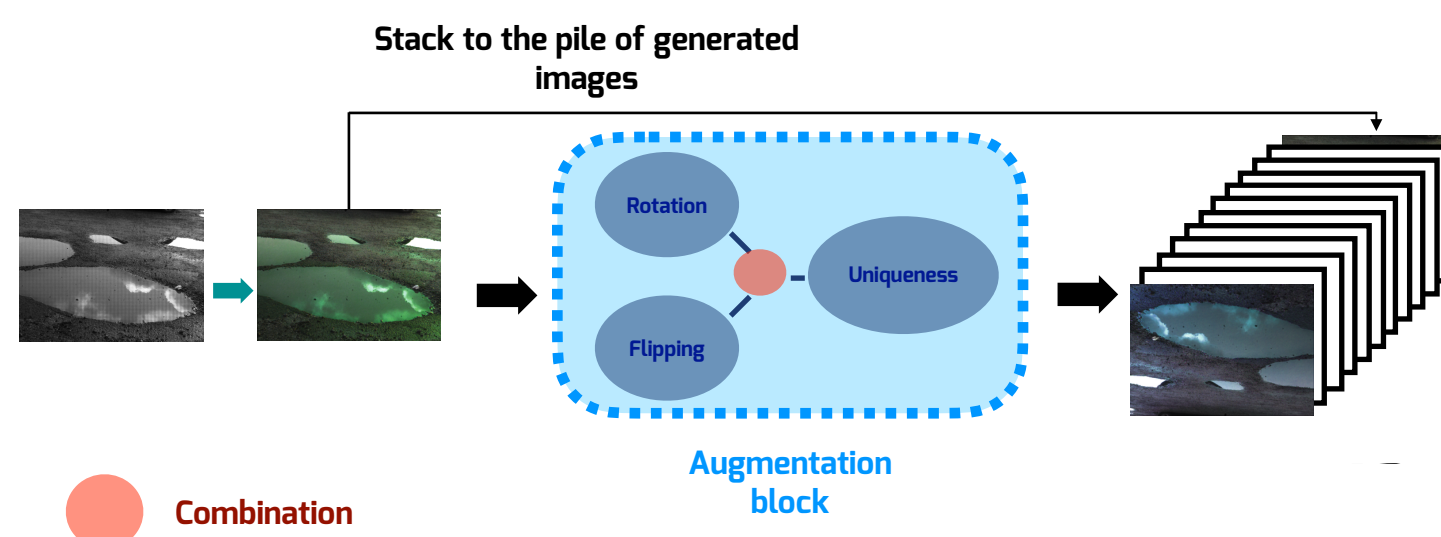 Stack to the pile of generated
images
Rotation
Uniqueness
Flipping
Augmentation
block
Combination